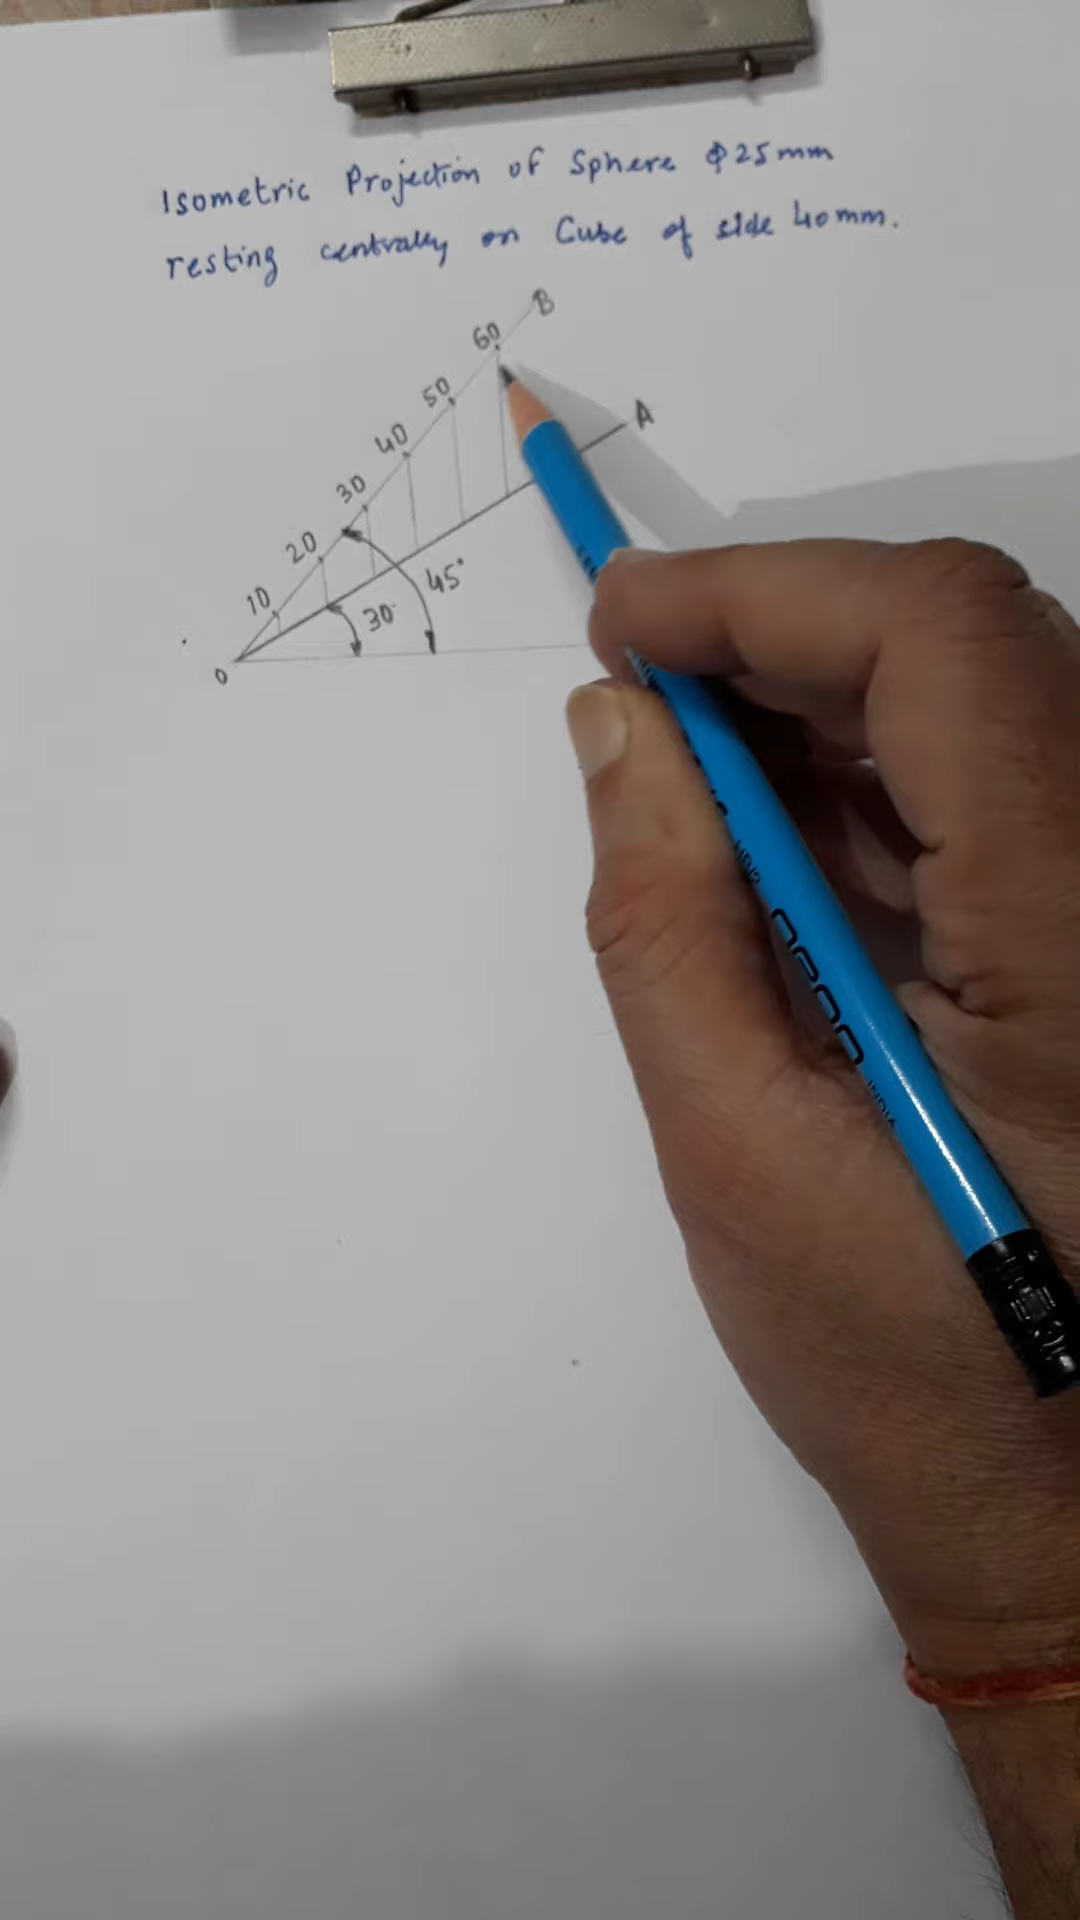 Isometric Projection of Sphere φ25mm
resting centrally on Cube of side 40mm.
B
60
50
A
40
30
20
45°
10
30°
0
INDIA